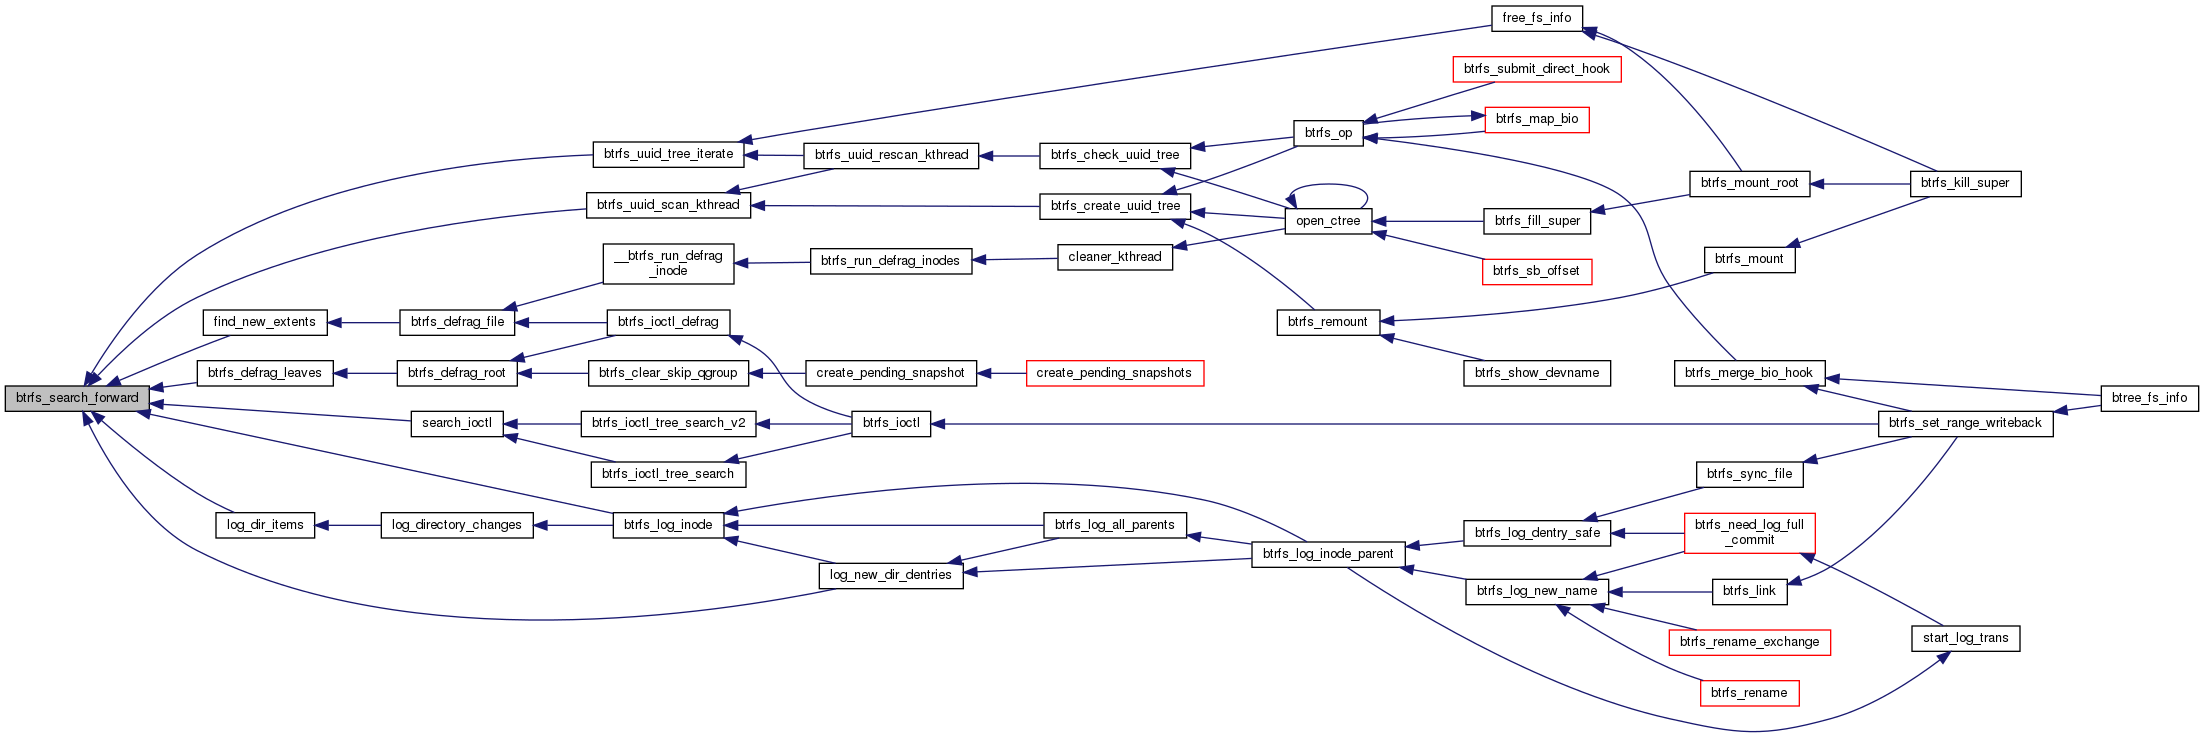 free_fs_info
btrfs_submit_direct_hook
btrfs_map_bio
btrfs_op
btrfs_uuid_tree_iterate
btrfs_uuid_rescan_kthread
btrfs_check_uuid_tree
btrfs_mount_root
btrfs_kill_super
btrfs_uuid_scan_kthread
btrfs_create_uuid_tree
open_ctree
btrfs_fill_super
__btrfs_run_defrag
_inode
btrfs_run_defrag_inodes
cleaner_kthread
btrfs_sb_offset
btrfs_mount
find_new_extents
btrfs_defrag_file
btrfs_ioctl_defrag
btrfs_remount
btrfs_defrag_leaves
btrfs_defrag_root
btrfs_clear_skip_qgroup
create_pending_snapshot
create_pending_snapshots
btrfs_show_devname
btrfs_merge_bio_hook
btrfs_search_forward
btree_fs_info
search_ioctl
btrfs_ioctl_tree_search_v2
btrfs_ioctl
btrfs_set_range_writeback
btrfs_ioctl_tree_search
btrfs_sync_file
log_dir_items
log_directory_changes
btrfs_log_inode
btrfs_log_all_parents
btrfs_log_dentry_safe
btrfs_need_log_full
_commit
btrfs_log_inode_parent
log_new_dir_dentries
btrfs_log_new_name
btrfs_link
btrfs_rename_exchange
start_log_trans
btrfs_rename